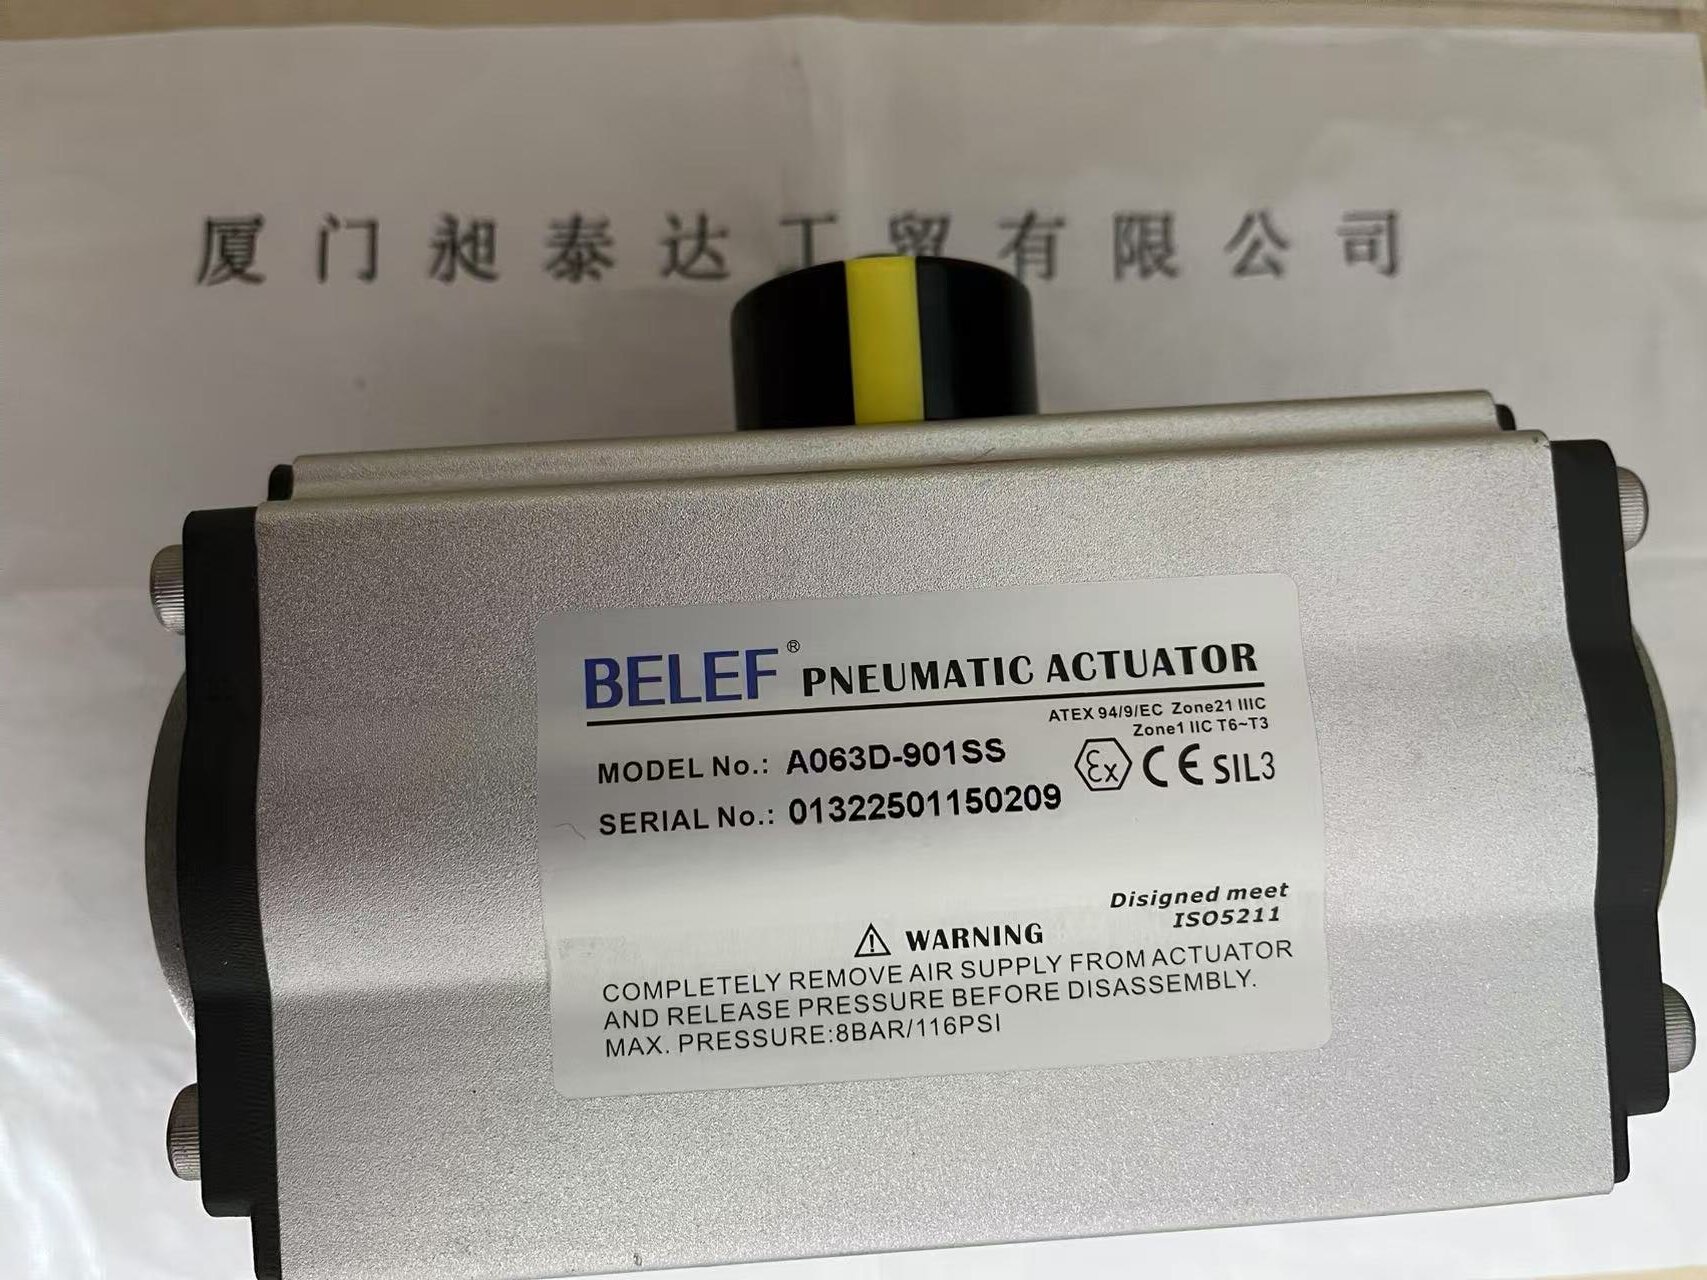 厦门昶泰达工贸有限公司
BELEF® PNEUMATIC ACTUATOR
ATEX 94/9/EC Zone21 IIIC
Zone1 IIC T6~T3
MODEL No.: A063D-901SS
Ex CE SIL3
SERIAL No.: 01322501150209
Disigned meet
ISO5211
WARNING
COMPLETELY REMOVE AIR SUPPLY FROM ACTUATOR
AND RELEASE PRESSURE BEFORE DISASSEMBLY.
MAX. PRESSURE:8BAR/116PSI